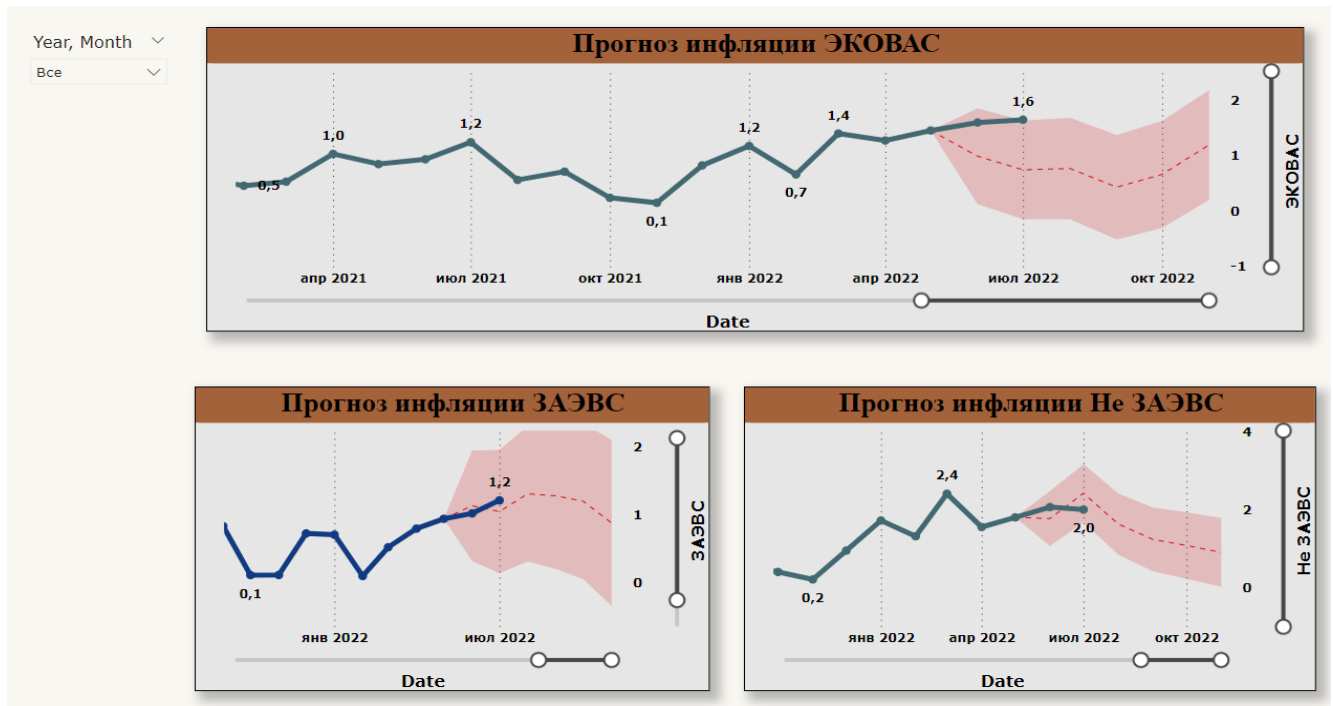 Year, Month
Все
Прогноз инфляции ЭКОВАС
0,5
1,0
1,2
0,1
1,2
0,7
1,4
1,6
2
1
0
-1
ЭКОВАС
апр 2021 июл 2021 окт 2021 янв 2022 апр 2022 июл 2022 окт 2022
Date
Прогноз инфляции ЗАЭВС
0,1
1,2
2
1
0
ЗАЭВС
янв 2022 июл 2022
Date
Прогноз инфляции Не ЗАЭВС
0,2
2,4
2,0
4
2
0
Не ЗАЭВС
янв 2022 апр 2022 июл 2022 окт 2022
Date